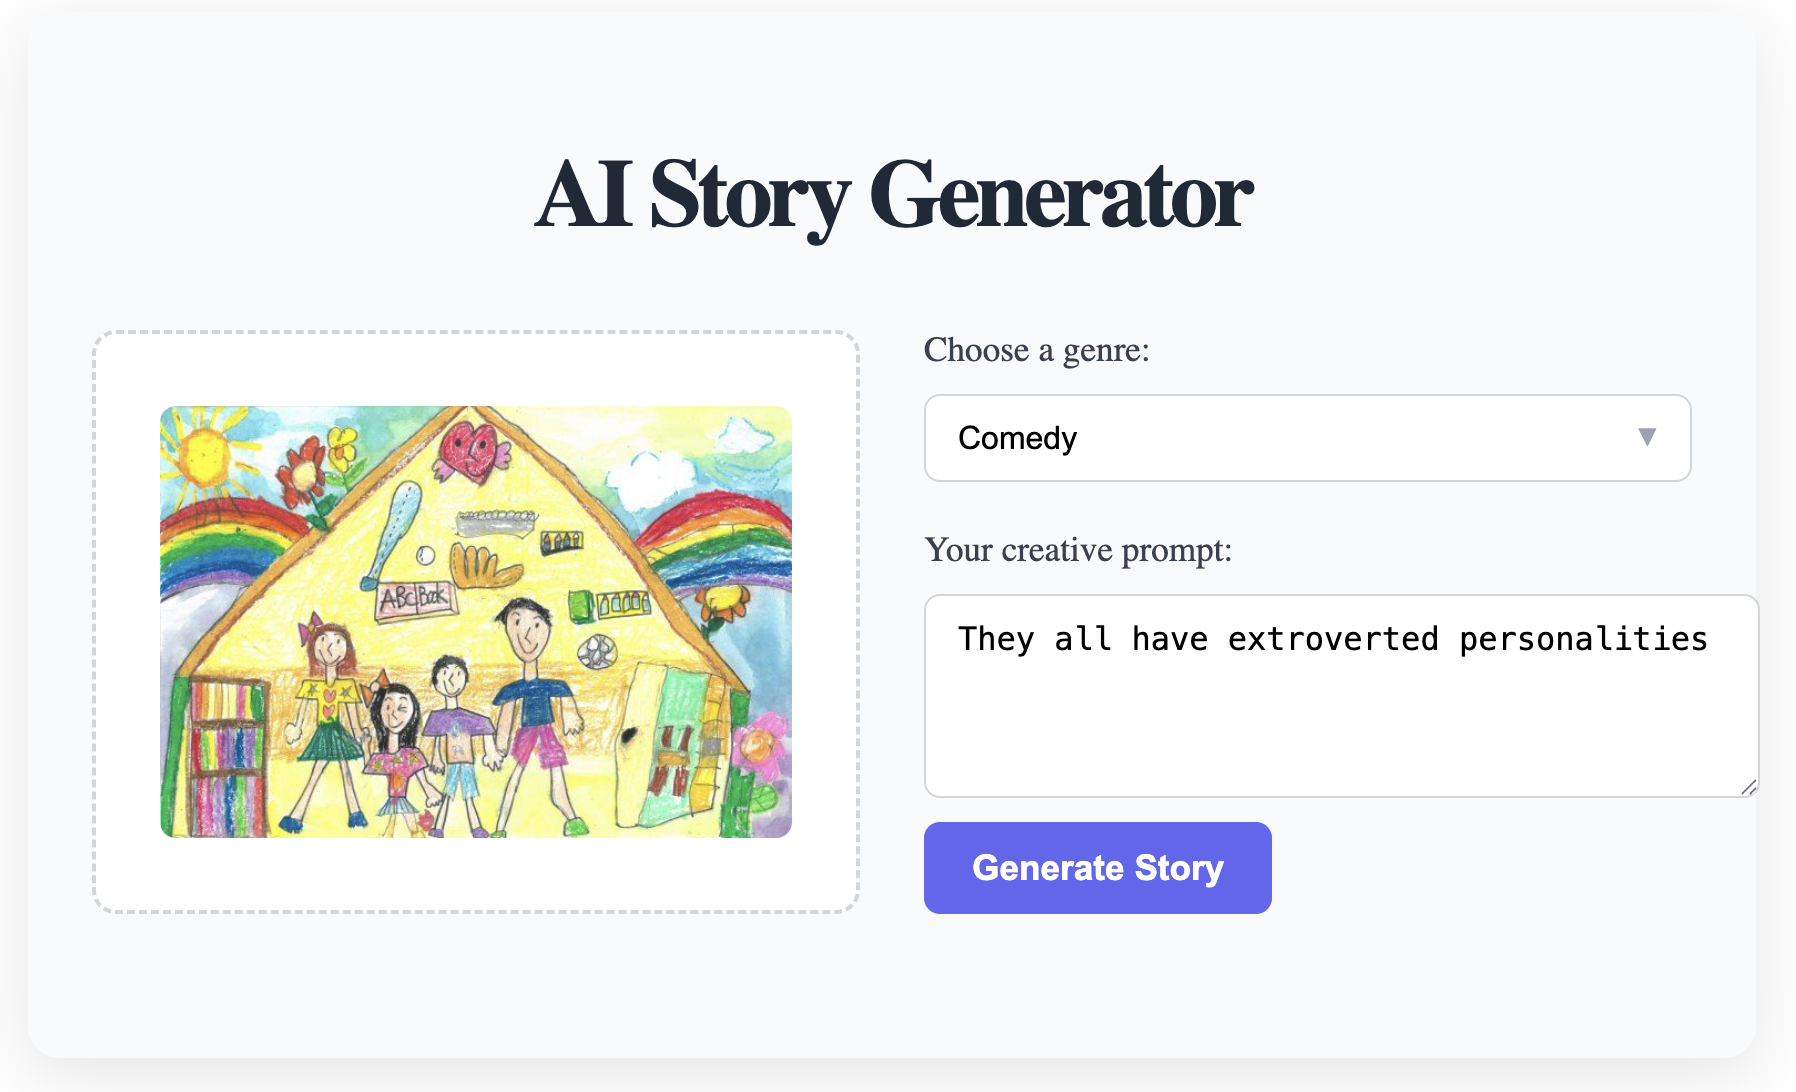 AI Story Generator
Choose a genre:
Comedy
Your creative prompt:
ABC Book
They all have extroverted personalities
Generate Story